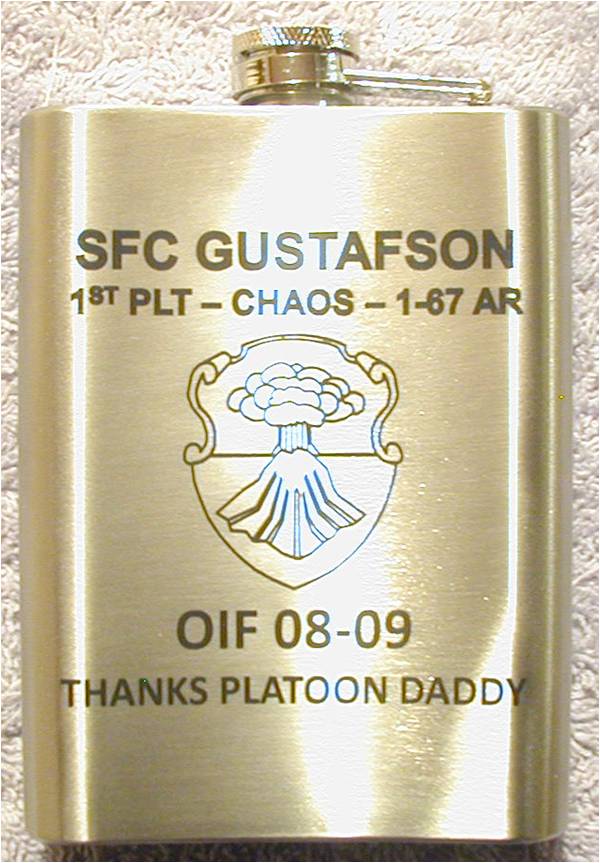 SFC GUSTAFSON
1ST PLT – CHAOS – 1-67 AR
OIF 08-09
THANKS PLATOON DADDY